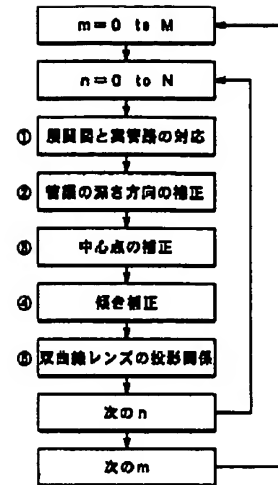 m=0 to M
n=0 to N
① 展開図と実管路の対応
② 管路の深さ方向の補正
③ 中心点の補正
④ 傾き補正
⑤ 双曲線レンズの投影関係
次のn
次のm